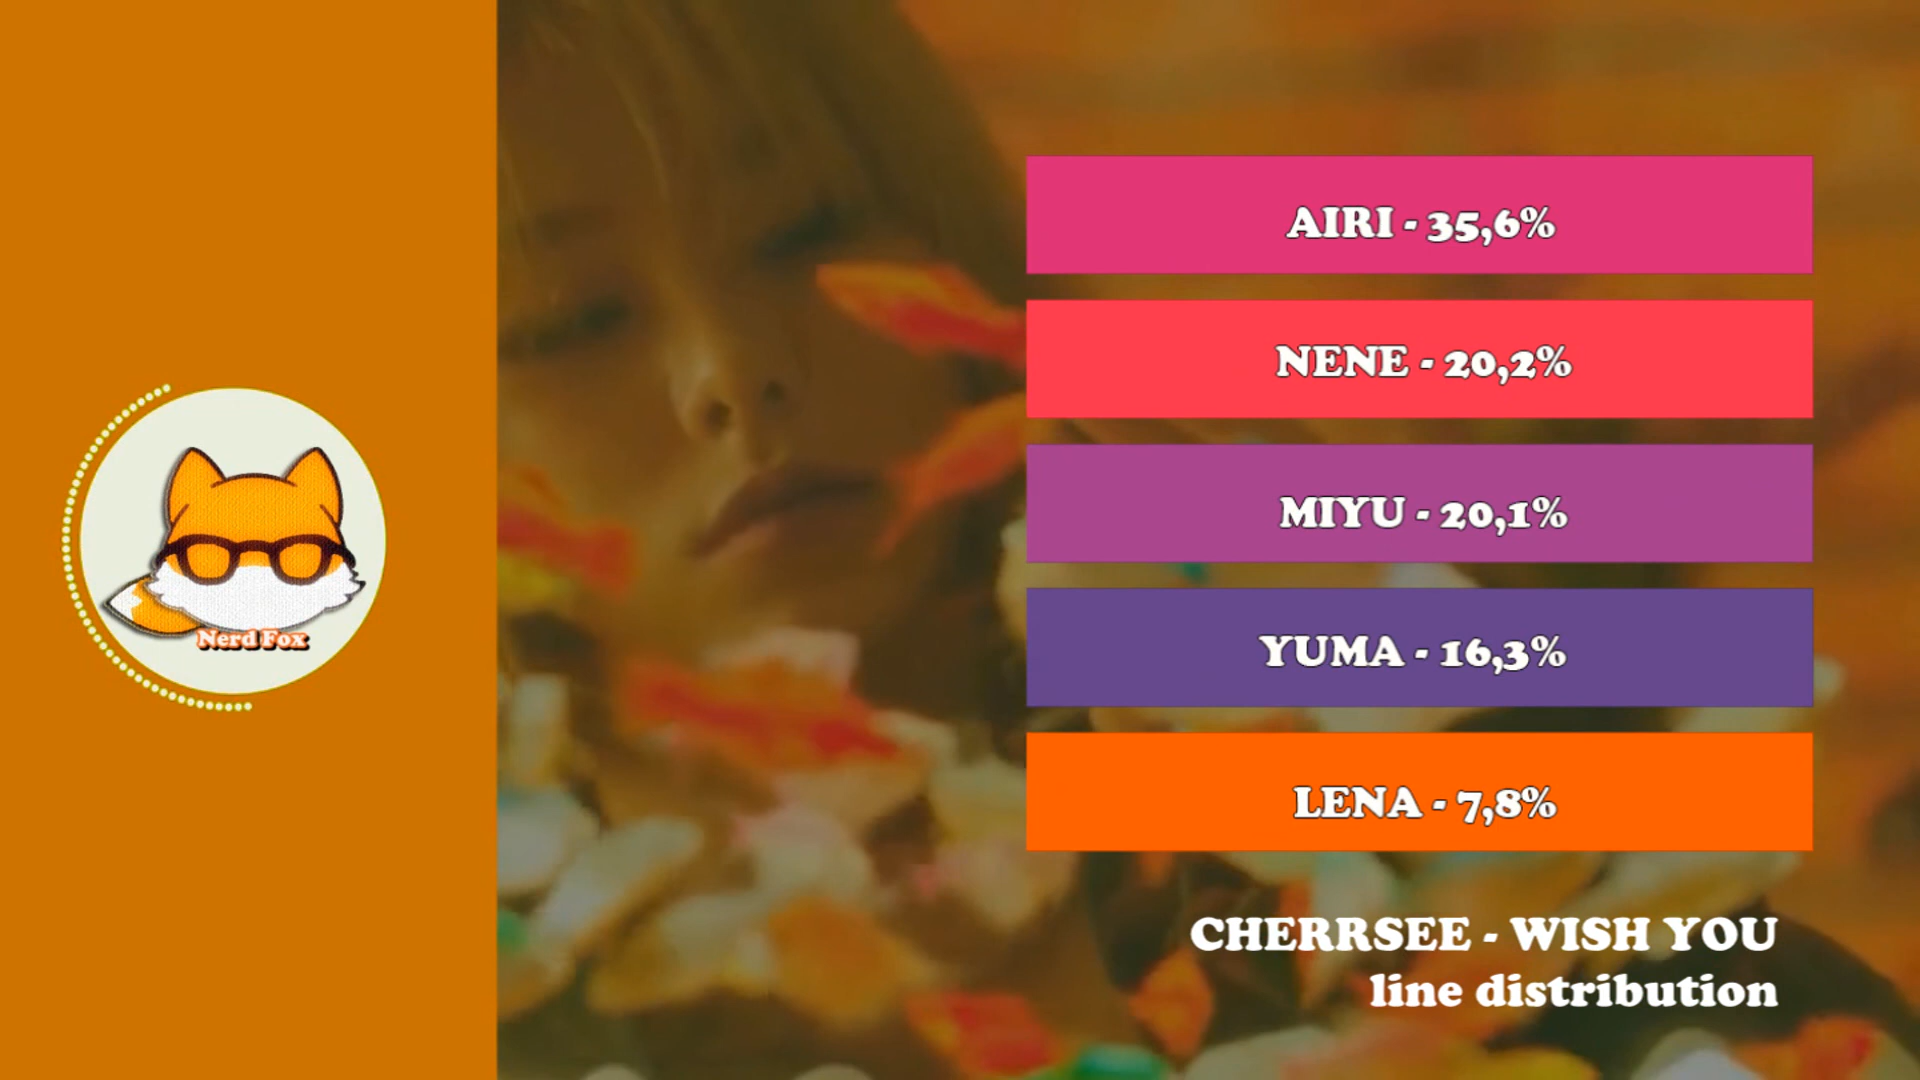 Nerd Fox
AIRI - 35,6%
NENE - 20,2%
MIYU - 20,1%
YUMA - 16,3%
LENA - 7,8%
CHERRSEE - WISH YOU
line distribution